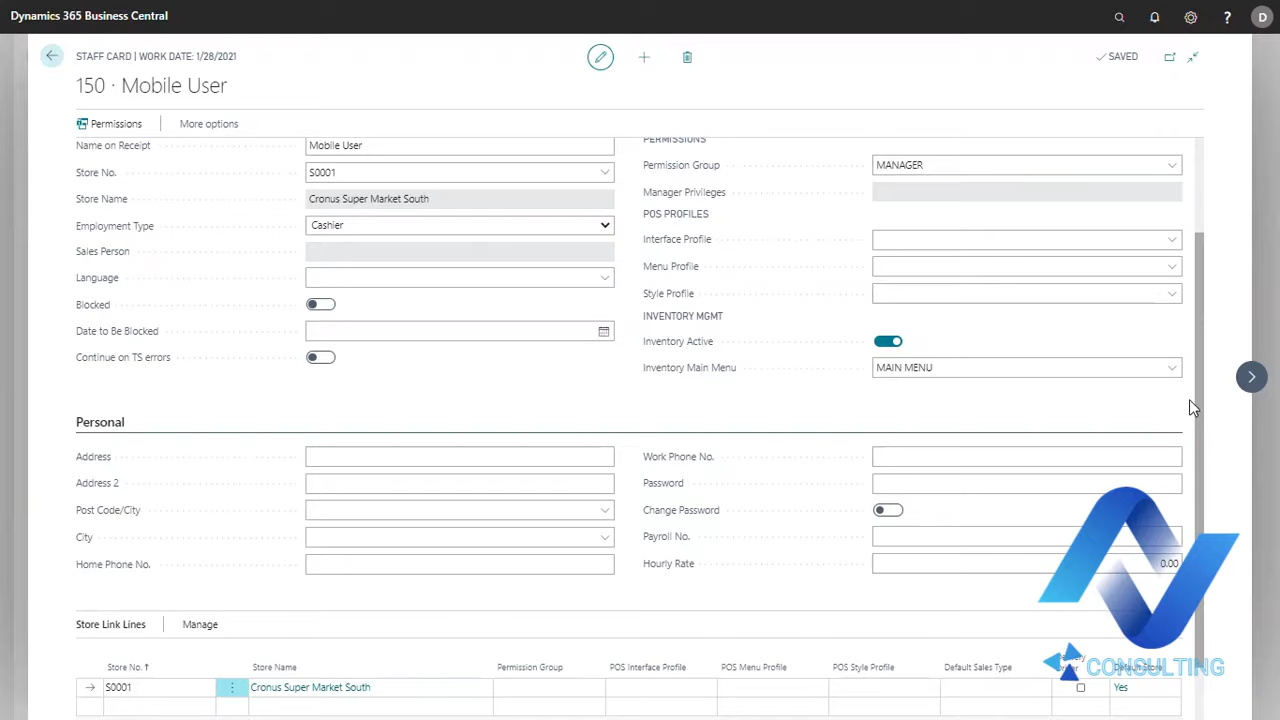 Dynamics 365 Business Central
?
D
STAFF CARD | WORK DATE: 1/28/2021
SAVED
150 · Mobile User
Permissions
More options
Name on Receipt
Mobile User
Store No.
S0001
Store Name
Cronus Super Market South
Employment Type
Cashier
Sales Person
Language
Blocked
Date to Be Blocked
Continue on TS errors
PERMISSIONS
Permission Group
MANAGER
Manager Privileges
POS PROFILES
Interface Profile
Menu Profile
Style Profile
INVENTORY MGMT
Inventory Active
Inventory Main Menu
MAIN MENU
Personal
Address
Address 2
Post Code/City
City
Home Phone No.
Work Phone No.
Password
Change Password
Payroll No.
Hourly Rate
0.00
Store Link Lines
Manage
Store No. ↑
Store Name
Permission Group
POS Interface Profile
POS Menu Profile
POS Style Profile
Default Sales Type
Default Store
S0001
Cronus Super Market South
Yes
CONSULTING